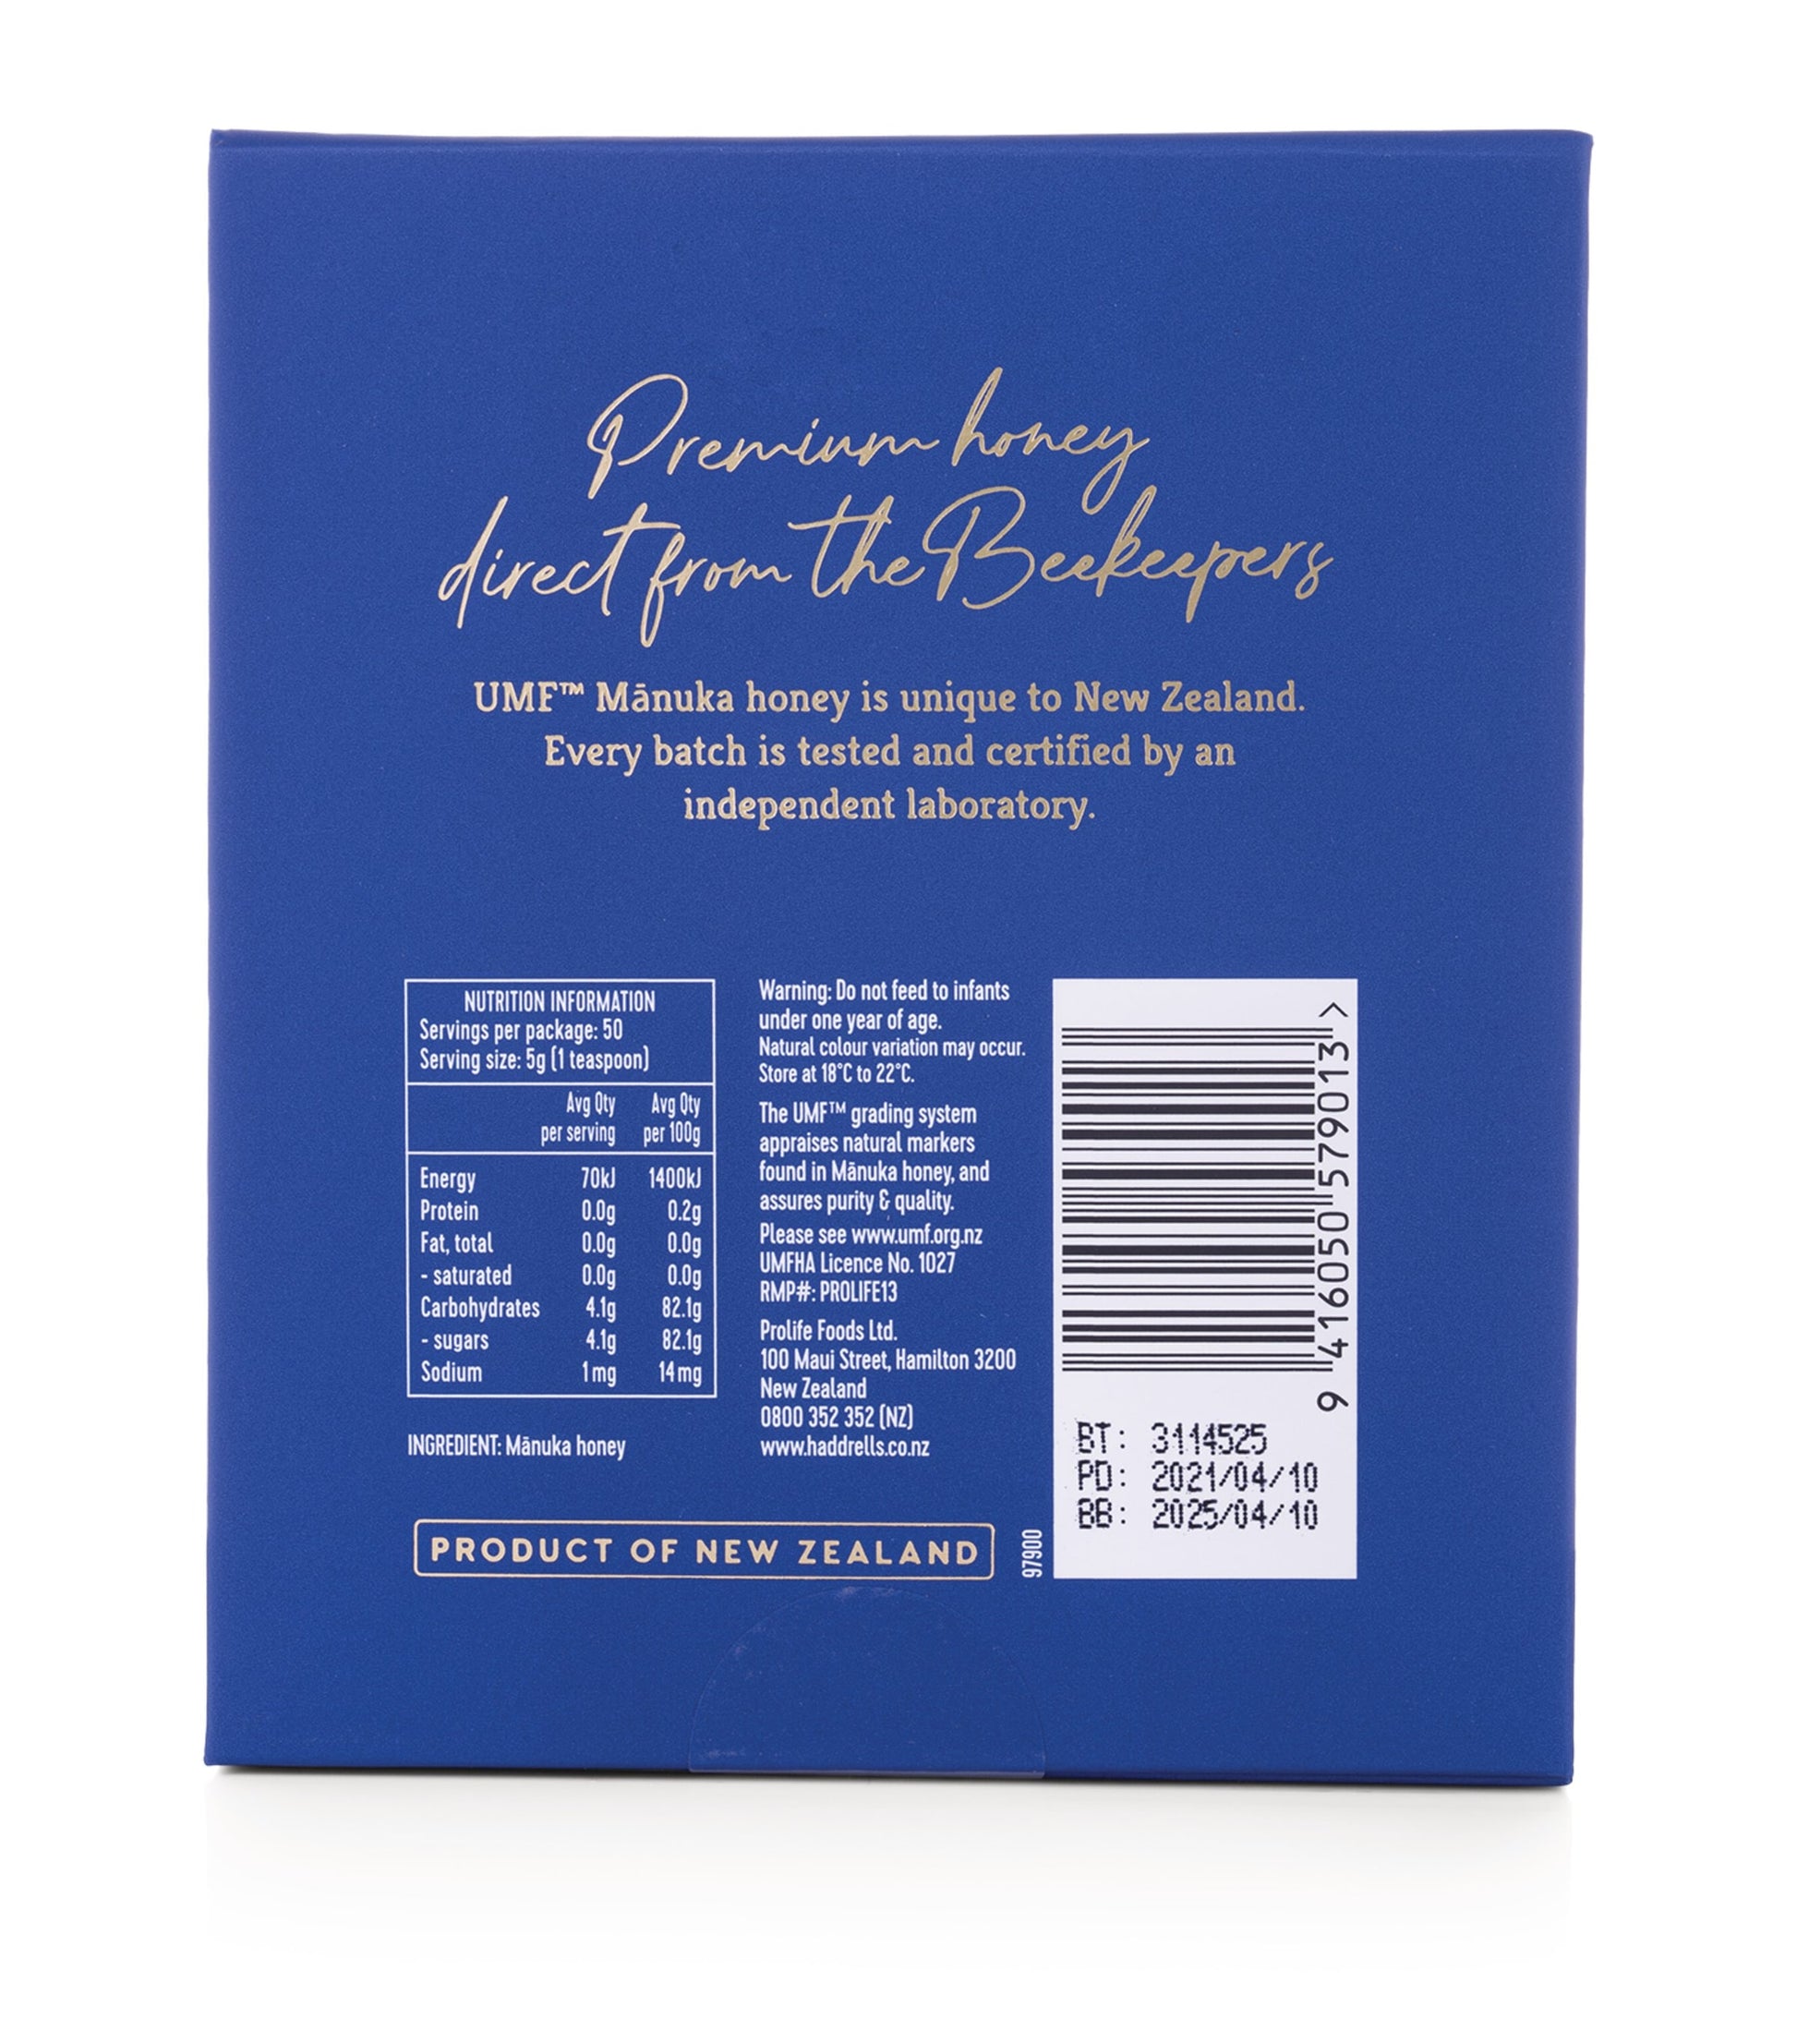 Premium honey
direct from the Beekeepers
UMF™ Mānuka honey is unique to New Zealand.
Every batch is tested and certified by an
independent laboratory.
NUTRITION INFORMATION
Servings per package: 50
Serving size: 5g (1 teaspoon)
Avg Qty Avg Qty
per serving per 100g
Energy 70kJ 1400kJ
Protein 0.0g 0.2g
Fat, total 0.0g 0.0g
- saturated 0.0g 0.0g
Carbohydrates 4.1g 82.1g
- sugars 4.1g 82.1g
Sodium 1mg 14mg
INGREDIENT: Mānuka honey
Warning: Do not feed to infants
under one year of age.
Natural colour variation may occur.
Store at 18°C to 22°C.
The UMF™ grading system
appraises natural markers
found in Mānuka honey, and
assures purity & quality.
Please see www.umf.org.nz
UMFHA Licence No. 1027
RMP#: PROLIFE13
Prolife Foods Ltd.
100 Maui Street, Hamilton 3200
New Zealand
0800 352 352 (NZ)
www.haddrells.co.nz
9 416050 579013 >
BT: 3114525
PD: 2021/04/10
BB: 2025/04/10
PRODUCT OF NEW ZEALAND
97900